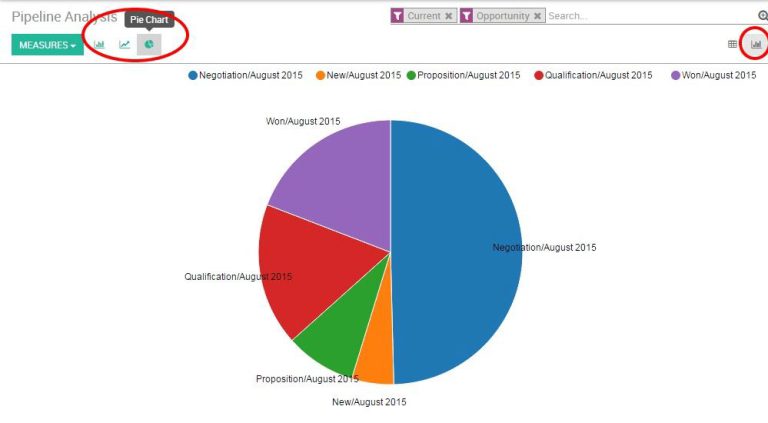 Pipeline Analysis
Pie Chart
Current ✖ Opportunity ✖ Search...
MEASURES
Negotiation/August 2015 New/August 2015 Proposition/August 2015 Qualification/August 2015 Won/August 2015
Won/August 2015
Negotiation/August 2015
Qualification/August 2015
Proposition/August 2015
New/August 2015